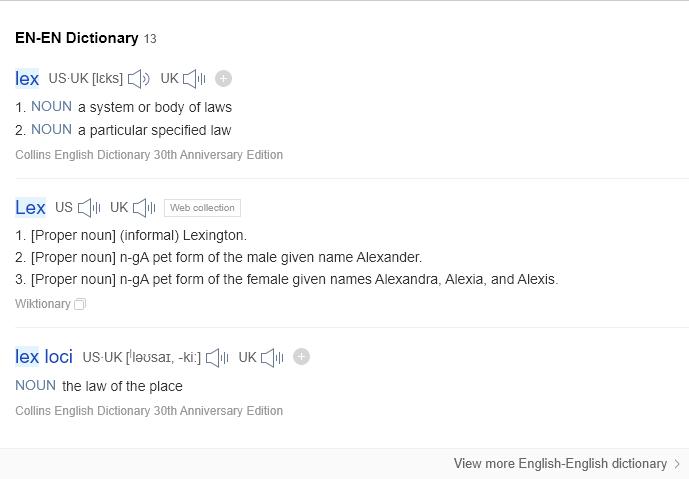 EN-EN Dictionary 13
lex US·UK [lɛks] UK
1. NOUN a system or body of laws
2. NOUN a particular specified law
Collins English Dictionary 30th Anniversary Edition
Lex US UK Web collection
1. [Proper noun] (informal) Lexington.
2. [Proper noun] n-gA pet form of the male given name Alexander.
3. [Proper noun] n-gA pet form of the female given names Alexandra, Alexia, and Alexis.
Wiktionary
lex loci US·UK [ˈləʊsaɪ, -kiː] UK
NOUN the law of the place
Collins English Dictionary 30th Anniversary Edition
View more English-English dictionary